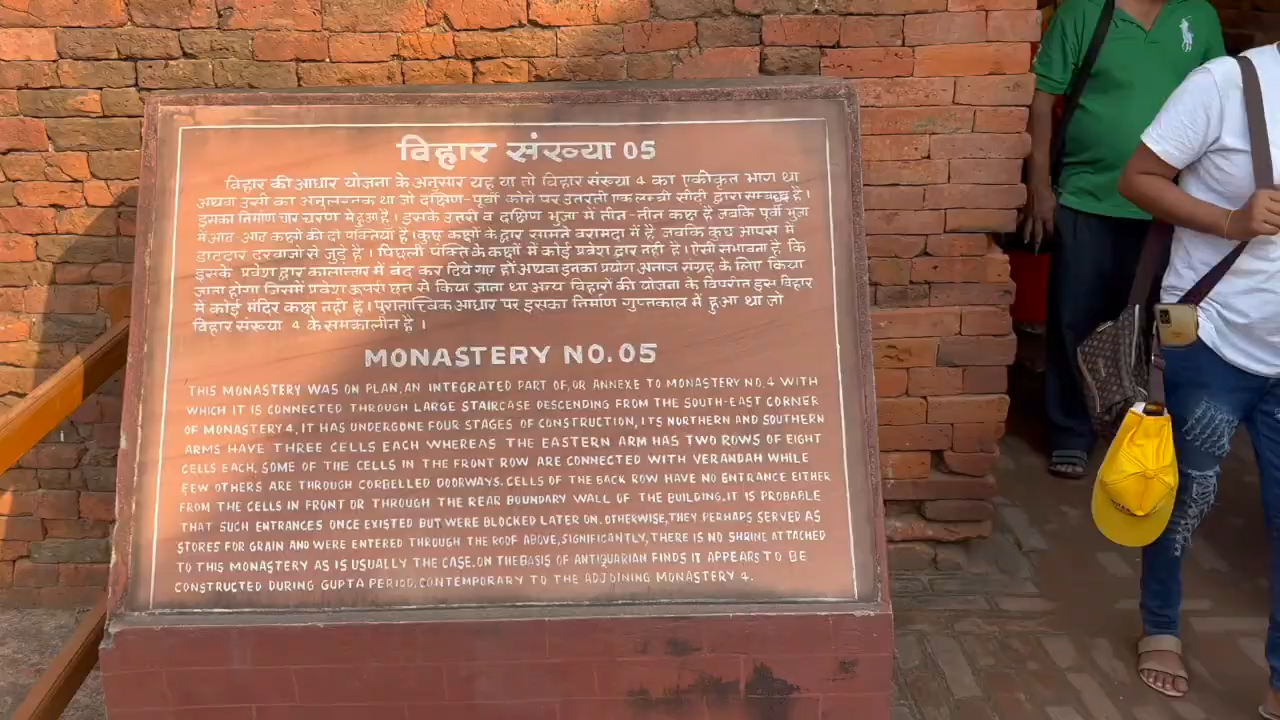 विहार संख्या 05
विहार की आधार योजना के अनुसार यह या तो विहार संख्या 4 का एकीकृत भाग था
अथवा उसी का अनुलग्नक था जो दक्षिण-पूर्वी कोने पर उतरती एक लम्बी सीढी द्वारा सम्बद्ध है।
इसका निर्माण चार चरण में हुआ है। इसके उत्तरी व दक्षिण भुजा में तीन-तीन कक्ष हैं जबकि पूर्वी भुजा
में आठ-आठ कक्षों की दो पंक्तियाँ हैं। कुछ कक्षों के द्वार सामने वरामदा में है जबकि कुछ आपस में
डाटदार दरवाजों से जुड़े हैं। पिछली पंक्ति के कक्षों में कोई प्रवेश द्वार नही है। ऐसी सभावना है कि
इसके प्रवेश द्वार कालान्तर में बंद कर दिये गए हों अथवा इनका प्रयोग अनाज संग्रह के लिए किया
जाता होगा जिसमें प्रवेश ऊपरी छत से किया जाता था अन्य विहारों की योजना के विपरीत इस विहार
में कोई मंदिर कक्ष नहीं है। पुरातात्त्विक आधार पर इसका निर्माण गुप्तकाल में हुआ था जो
विहार संख्या 4 के समकालीन है।
MONASTERY NO. 05
THIS MONASTERY WAS ON PLAN, AN INTEGRATED PART OF, OR ANNEXE TO MONASTERY NO. 4 WITH
WHICH IT IS CONNECTED THROUGH LARGE STAIRCASE DESCENDING FROM THE SOUTH-EAST CORNER
OF MONASTERY 4, IT HAS UNDERGONE FOUR STAGES OF CONSTRUCTION, ITS NORTHERN AND SOUTHERN
ARMS HAVE THREE CELLS EACH WHEREAS THE EASTERN ARM HAS TWO ROWS OF EIGHT
CELLS EACH. SOME OF THE CELLS IN THE FRONT ROW ARE CONNECTED WITH VERANDAH WHILE
FEW OTHERS ARE THROUGH CORBELLED DOORWAYS. CELLS OF THE BACK ROW HAVE NO ENTRANCE EITHER
FROM THE CELLS IN FRONT OR THROUGH THE REAR BOUNDARY WALL OF THE BUILDING. IT IS PROBABLE
THAT SUCH ENTRANCES ONCE EXISTED BUT WERE BLOCKED LATER ON. OTHERWISE, THEY PERHAPS SERVED AS
STORES FOR GRAIN AND WERE ENTERED THROUGH THE ROOF ABOVE, SIGNIFICANTLY, THERE IS NO SHRINE ATTACHED
TO THIS MONASTERY AS IS USUALLY THE CASE. ON THE BASIS OF ANTIQUARIAN FINDS IT APPEARS TO BE
CONSTRUCTED DURING GUPTA PERIOD, CONTEMPORARY TO THE ADJOINING MONASTERY 4.